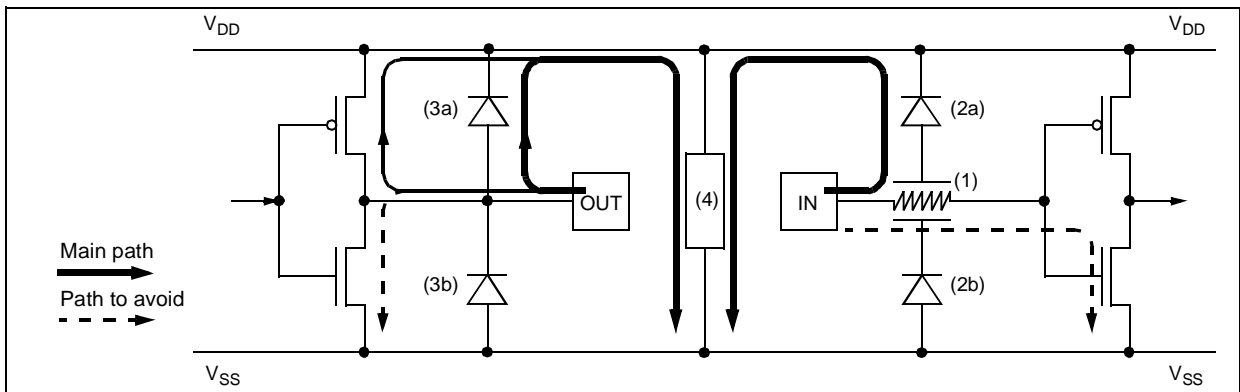 VDD VDD
(3a) (2a)
(1)
OUT (4) IN
Main path
(3b) (2b)
Path to avoid
VSS VSS